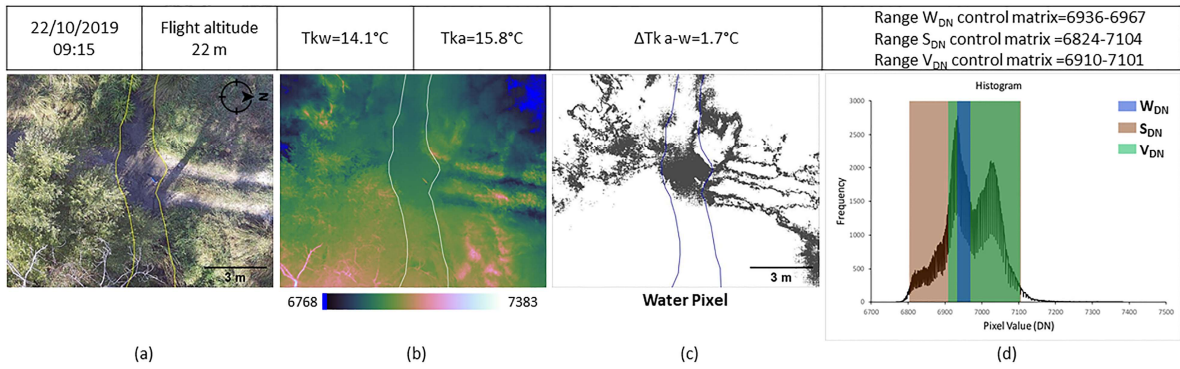 22/10/2019
09:15
Flight altitude
22 m
Tkw=14.1°C
Tka=15.8°C
ΔTk a-w=1.7°C
Range WDN control matrix=6936-6967
Range SDN control matrix=6824-7104
Range VDN control matrix =6910-7101
N
3 m
6768
7383
3 m
Water Pixel
Histogram
3000
2500
2000
1500
1000
500
0
Frequency
WDN
SDN
VDN
6700 6800 6900 7000 7100 7200 7300 7400 7500
Pixel Value (DN)
(a)
(b)
(c)
(d)